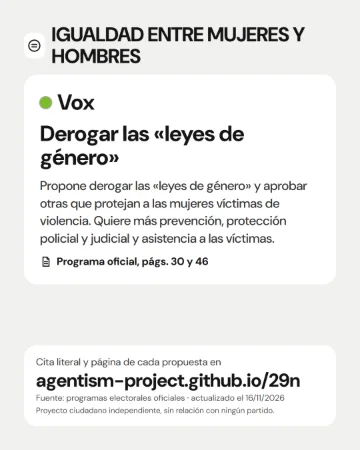 IGUALDAD ENTRE MUJERES Y
HOMBRES
Vox
Derogar las «leyes de
género»
Propone derogar las «leyes de género» y aprobar
otras que protejan a las mujeres víctimas de
violencia. Quiere más prevención, protección
policial y judicial y asistencia a las víctimas.
Programa oficial, págs. 30 y 46
Cita literal y página de cada propuesta en
agentism-project.github.io/29n
Fuente: programas electorales oficiales · actualizado el 16/11/2026
Proyecto ciudadano independiente, sin relación con ningún partido.